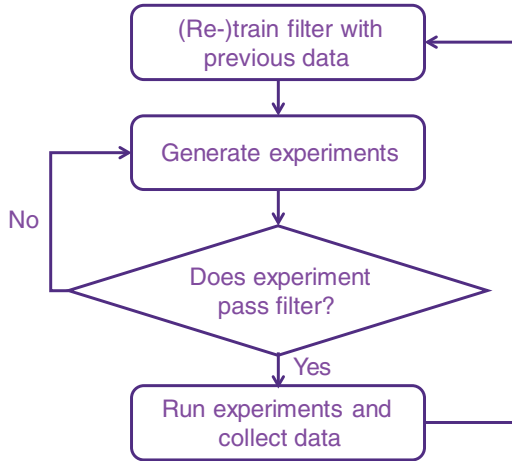 (Re-)train filter with
previous data
Generate experiments
No
Does experiment
pass filter?
Yes
Run experiments and
collect data